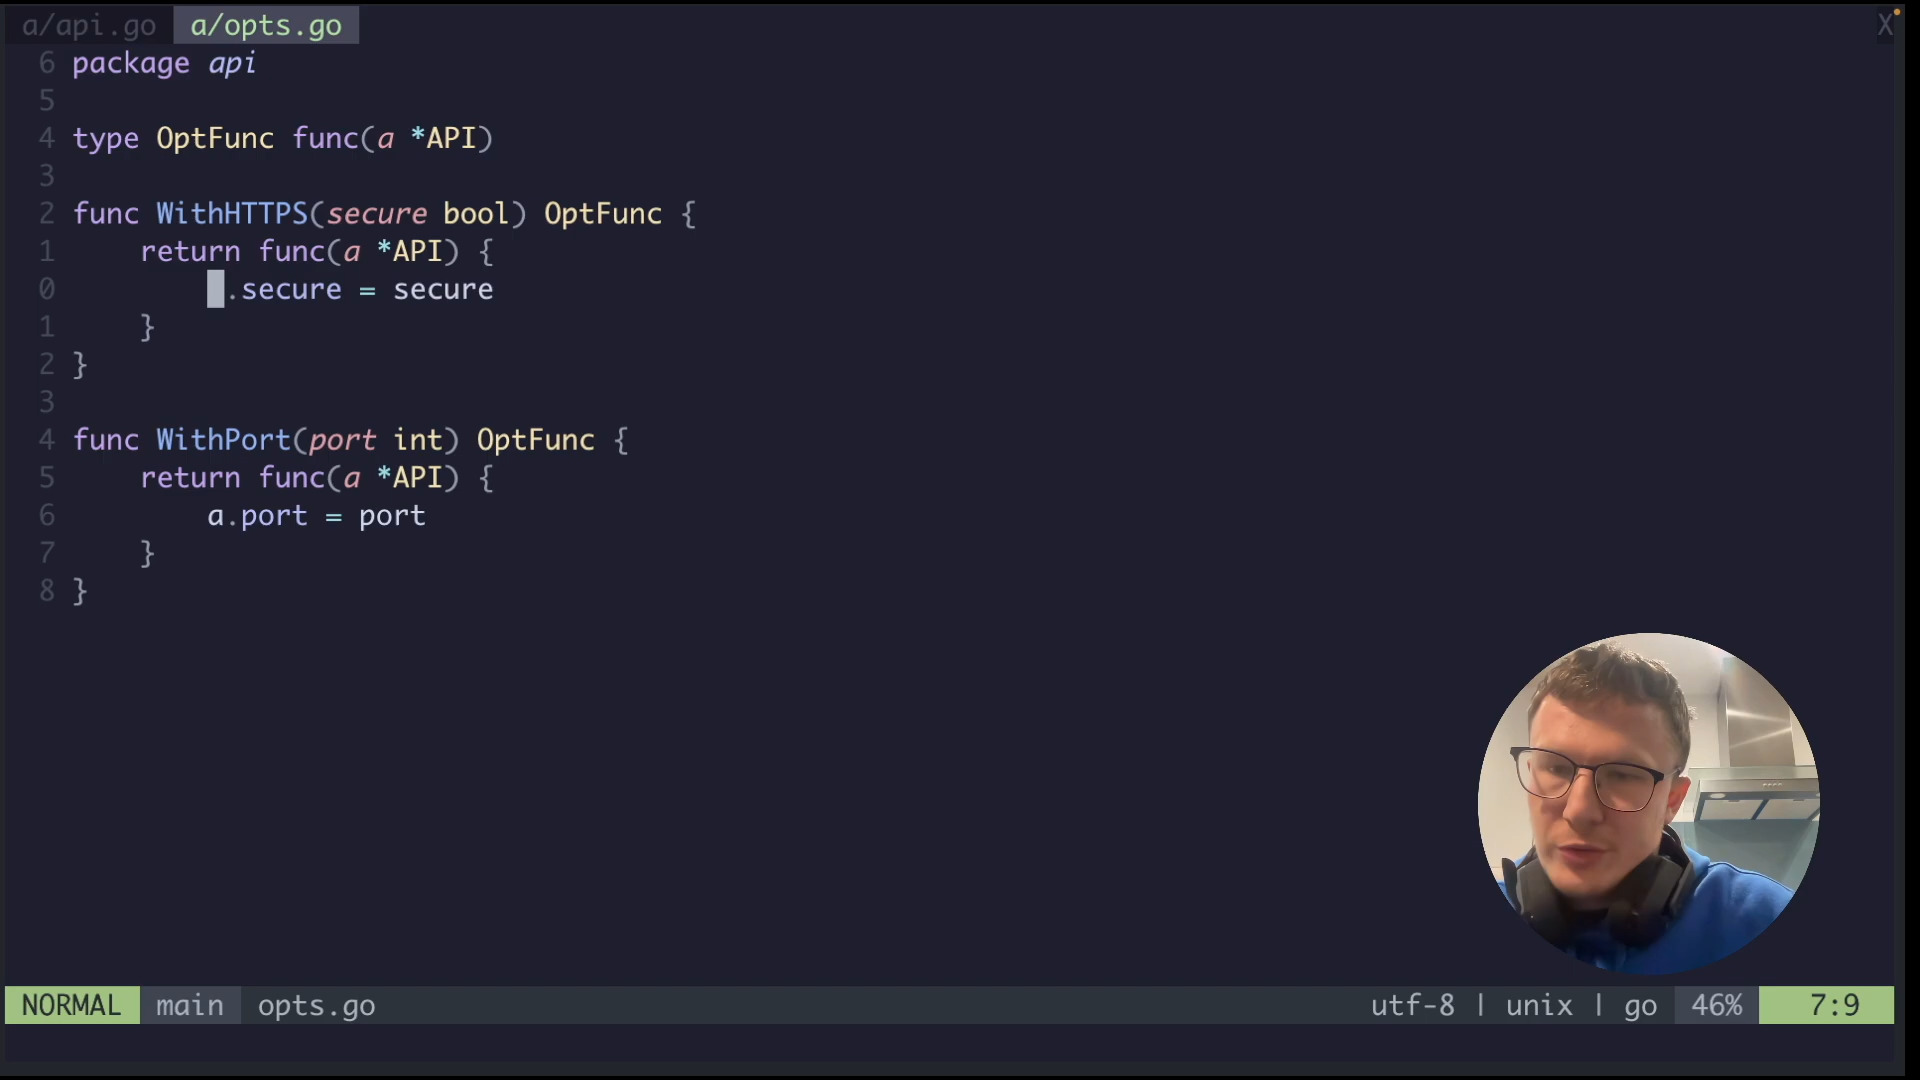 a/api.go a/opts.go X
6 package api
5
4 type OptFunc func(a *API)
3
2 func WithHTTPS(secure bool) OptFunc {
1 return func(a *API) {
0 .secure = secure
1 }
2 }
3
4 func WithPort(port int) OptFunc {
5 return func(a *API) {
6 a.port = port
7 }
8 }
NORMAL main opts.go utf-8 | unix | go 46% 7:9